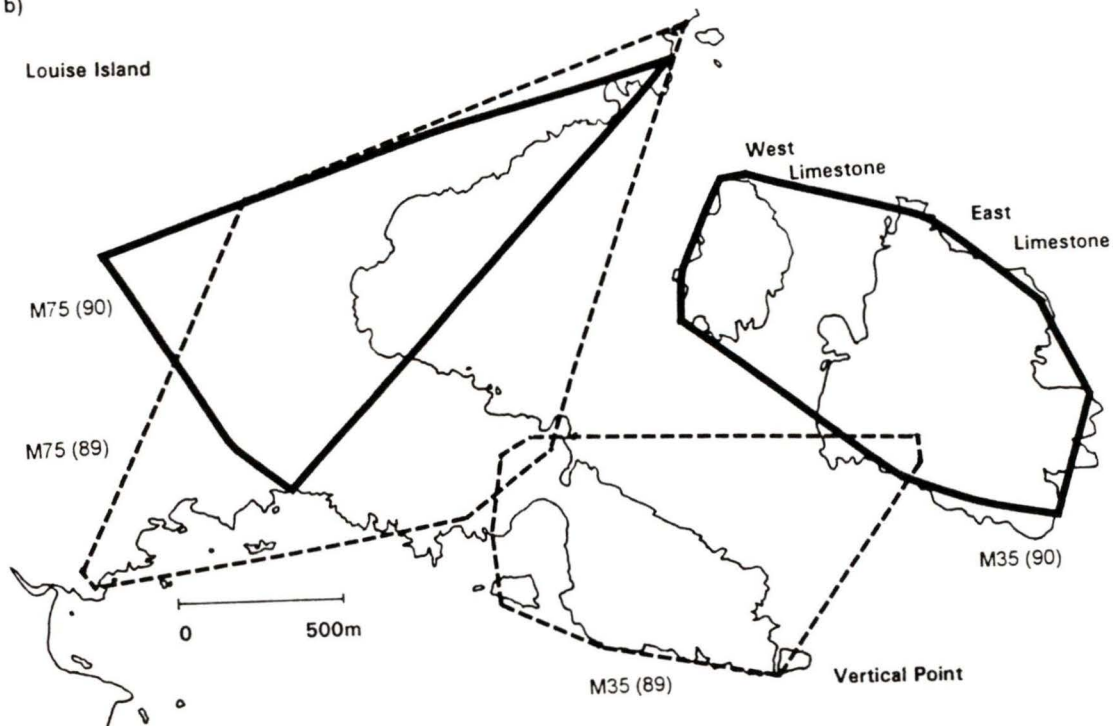 b)
Louise Island
West
Limestone
East
Limestone
M75 (90)
M75 (89)
M35 (90)
0 500m
M35 (89)
Vertical Point